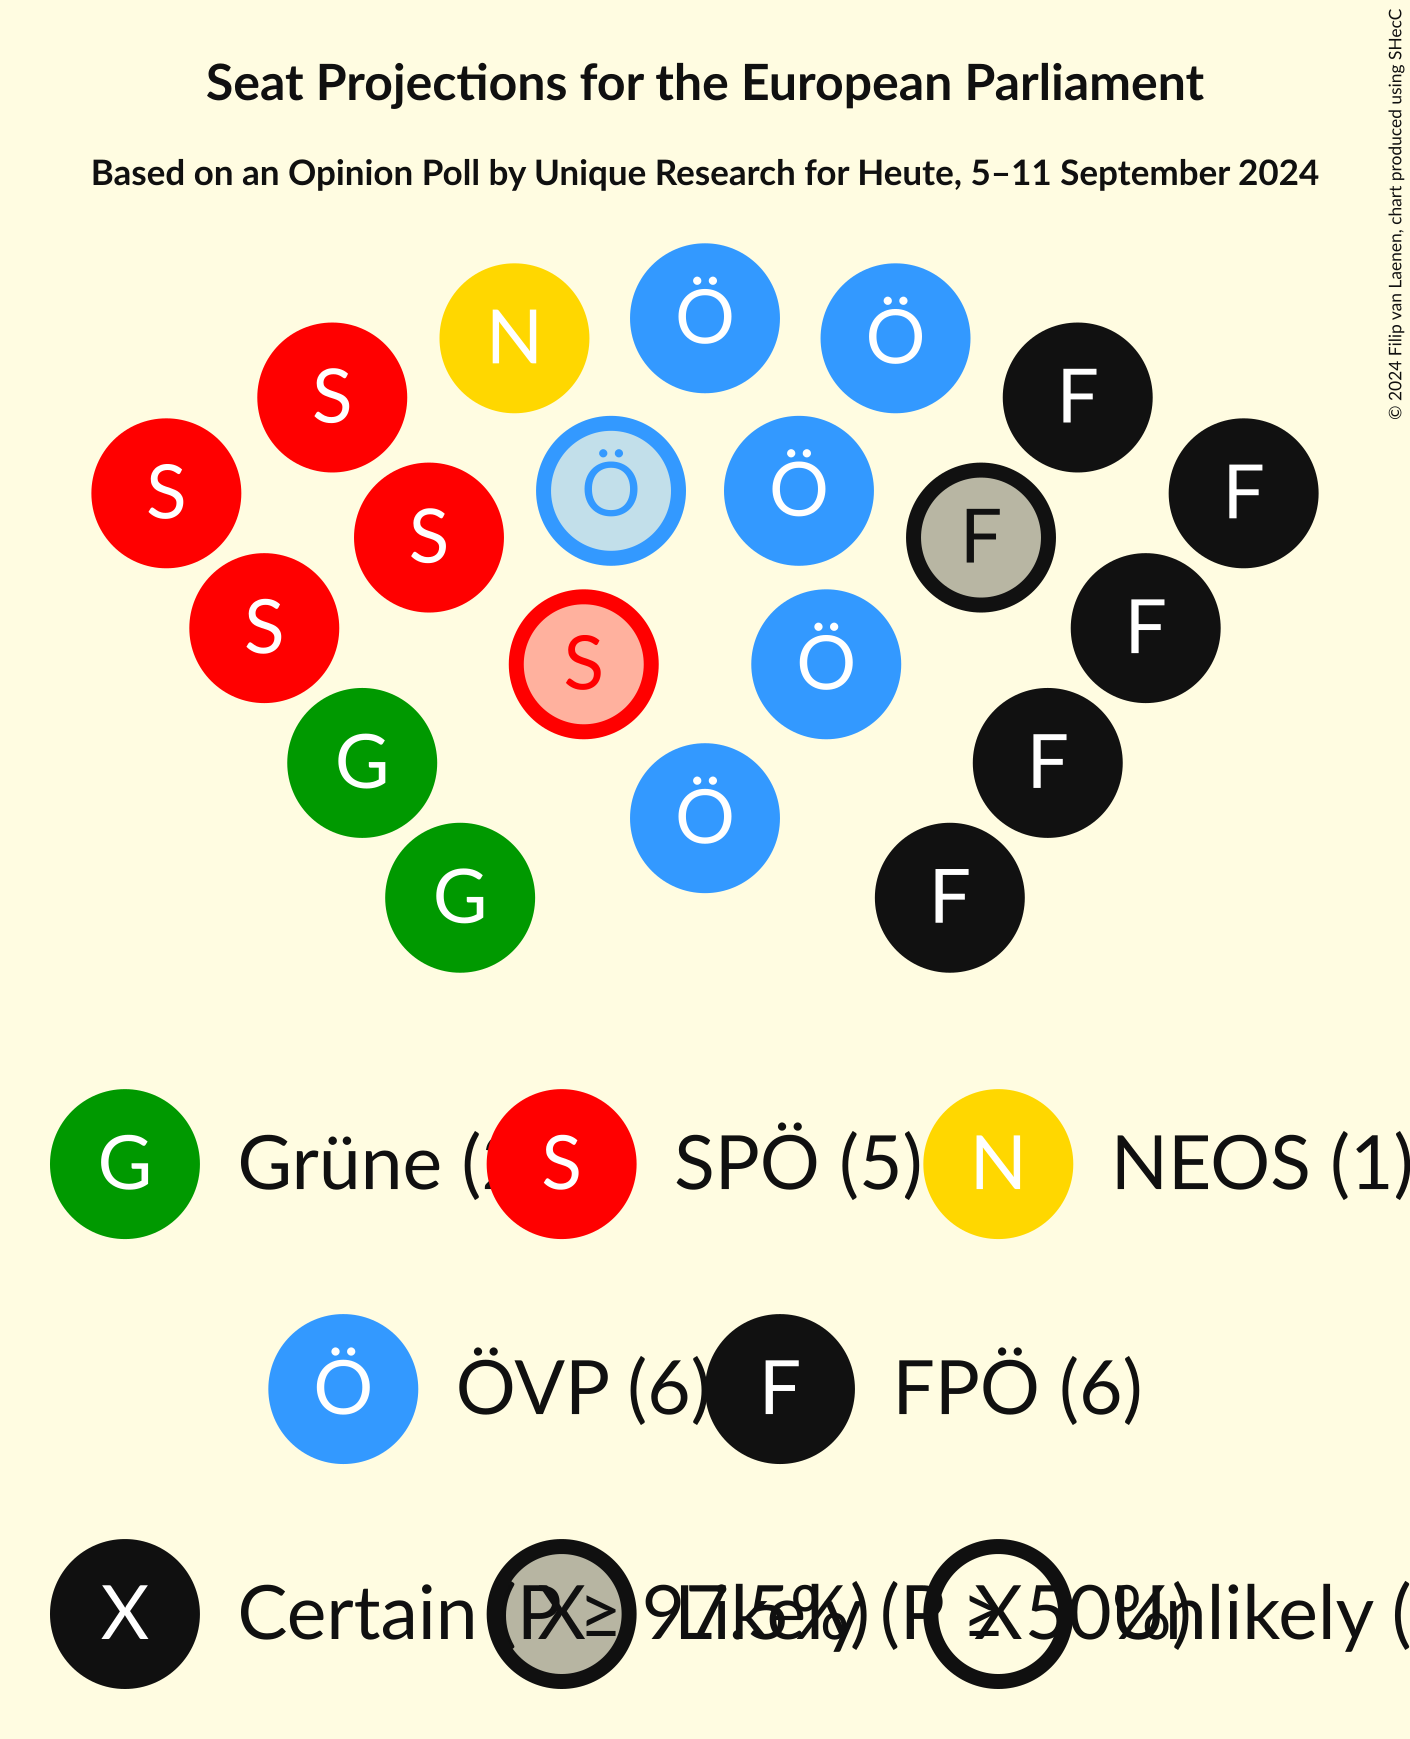 Seat Projections for the European Parliament
Based on an Opinion Poll by Unique Research for Heute, 5–11 September 2024
© 2024 Filip van Laenen, chart produced using SHecC
Ö
N Ö
S F
S F
Ö Ö
S F
S F
S Ö
G F
Ö
G F
G Grüne ( S SPÖ (5) N NEOS (1)
Ö ÖVP (6) F FPÖ (6)
X Certain (P ≥ 97.5%) X Likely (P ≥ 50%) X Unlikely (